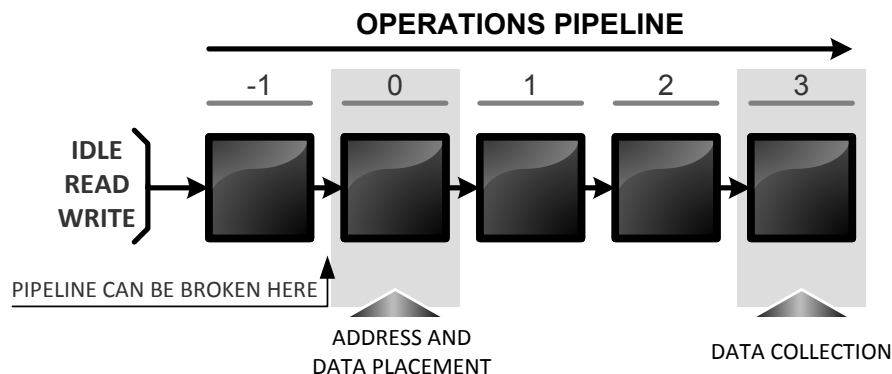 OPERATIONS PIPELINE
-1 0 1 2 3
IDLE
READ
WRITE
PIPELINE CAN BE BROKEN HERE
ADDRESS AND
DATA PLACEMENT
DATA COLLECTION